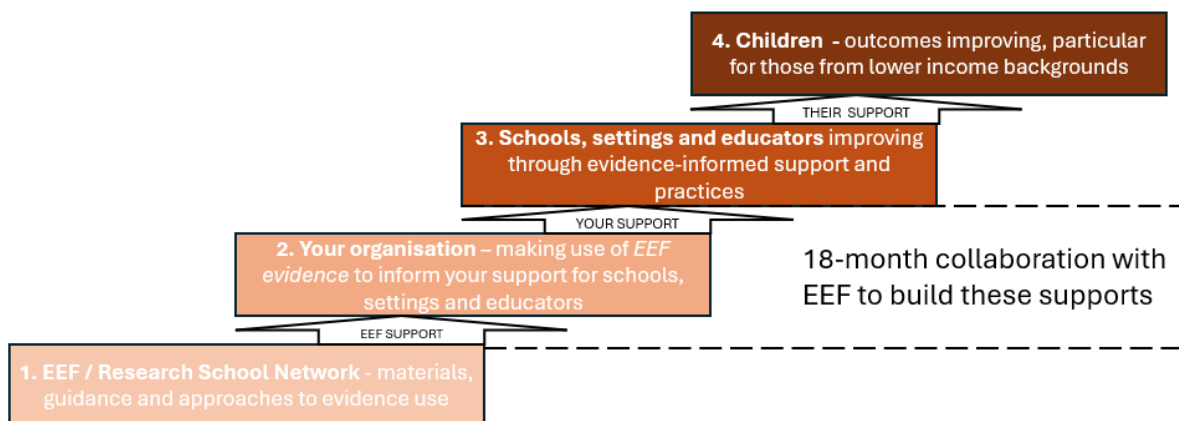 4. Children - outcomes improving, particular
for those from lower income backgrounds
THEIR SUPPORT
3. Schools, settings and educators improving
through evidence-informed support and
practices
YOUR SUPPORT
2. Your organisation – making use of EEF
evidence to inform your support for schools,
settings and educators
18-month collaboration with
EEF to build these supports
EEF SUPPORT
1. EEF / Research School Network - materials,
guidance and approaches to evidence use